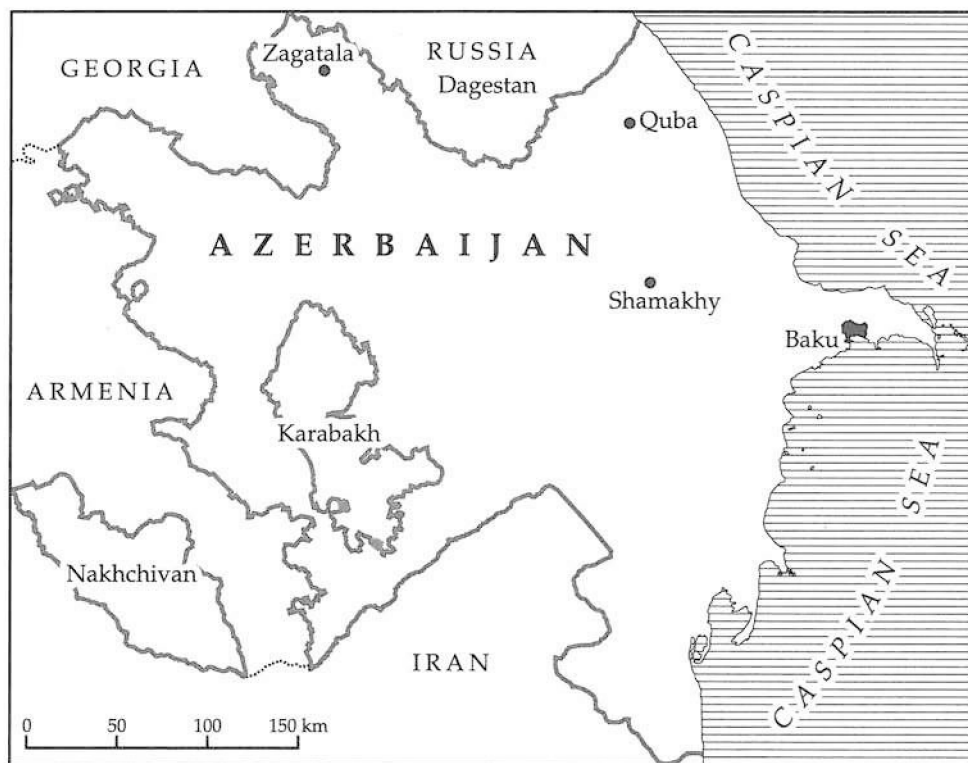 Zagatala
GEORGIA
RUSSIA
Dagestan
CASPIAN SEA
Quba
AZERBAIJAN
Shamakhy
Baku
ARMENIA
Karabakh
CASPIAN SEA
Nakhchivan
IRAN
0 50 100 150 km